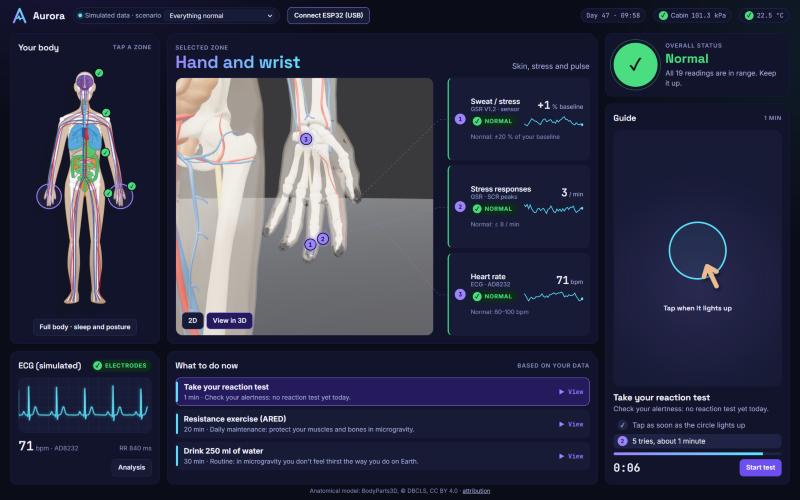 Aurora
Simulated data · scenario
Everything normal
Connect ESP32 (USB)
Day 47 · 09:58
Cabin 101.3 kPa
22.5 °C
Your body
TAP A ZONE
Full body · sleep and posture
SELECTED ZONE
Hand and wrist
Skin, stress and pulse
3
1
2
2D
View in 3D
1
Sweat / stress
GSR V1.2 · sensor
+1 % baseline
NORMAL
Normal: ±20 % of your baseline
2
Stress responses
GSR · SCR peaks
3 / min
NORMAL
Normal: ≤ 8 / min
3
Heart rate
ECG · AD8232
71 bpm
NORMAL
Normal: 60–100 bpm
OVERALL STATUS
Normal
All 19 readings are in range. Keep
it up.
Guide
1 MIN
Tap when it lights up
Take your reaction test
Check your alertness: no reaction test yet today.
Tap as soon as the circle lights up
2
5 tries, about 1 minute
0:06
Start test
ECG (simulated)
ELECTRODES
71 bpm · AD8232
RR 840 ms
Analysis
What to do now
BASED ON YOUR DATA
Take your reaction test
1 min · Check your alertness: no reaction test yet today.
View
Resistance exercise (ARED)
20 min · Daily maintenance: protect your muscles and bones in microgravity.
View
Drink 250 ml of water
30 min · Routine: in microgravity you don't feel thirst the way you do on Earth.
View
Anatomical model: BodyParts3D, © DBCLS, CC BY 4.0 · attribution